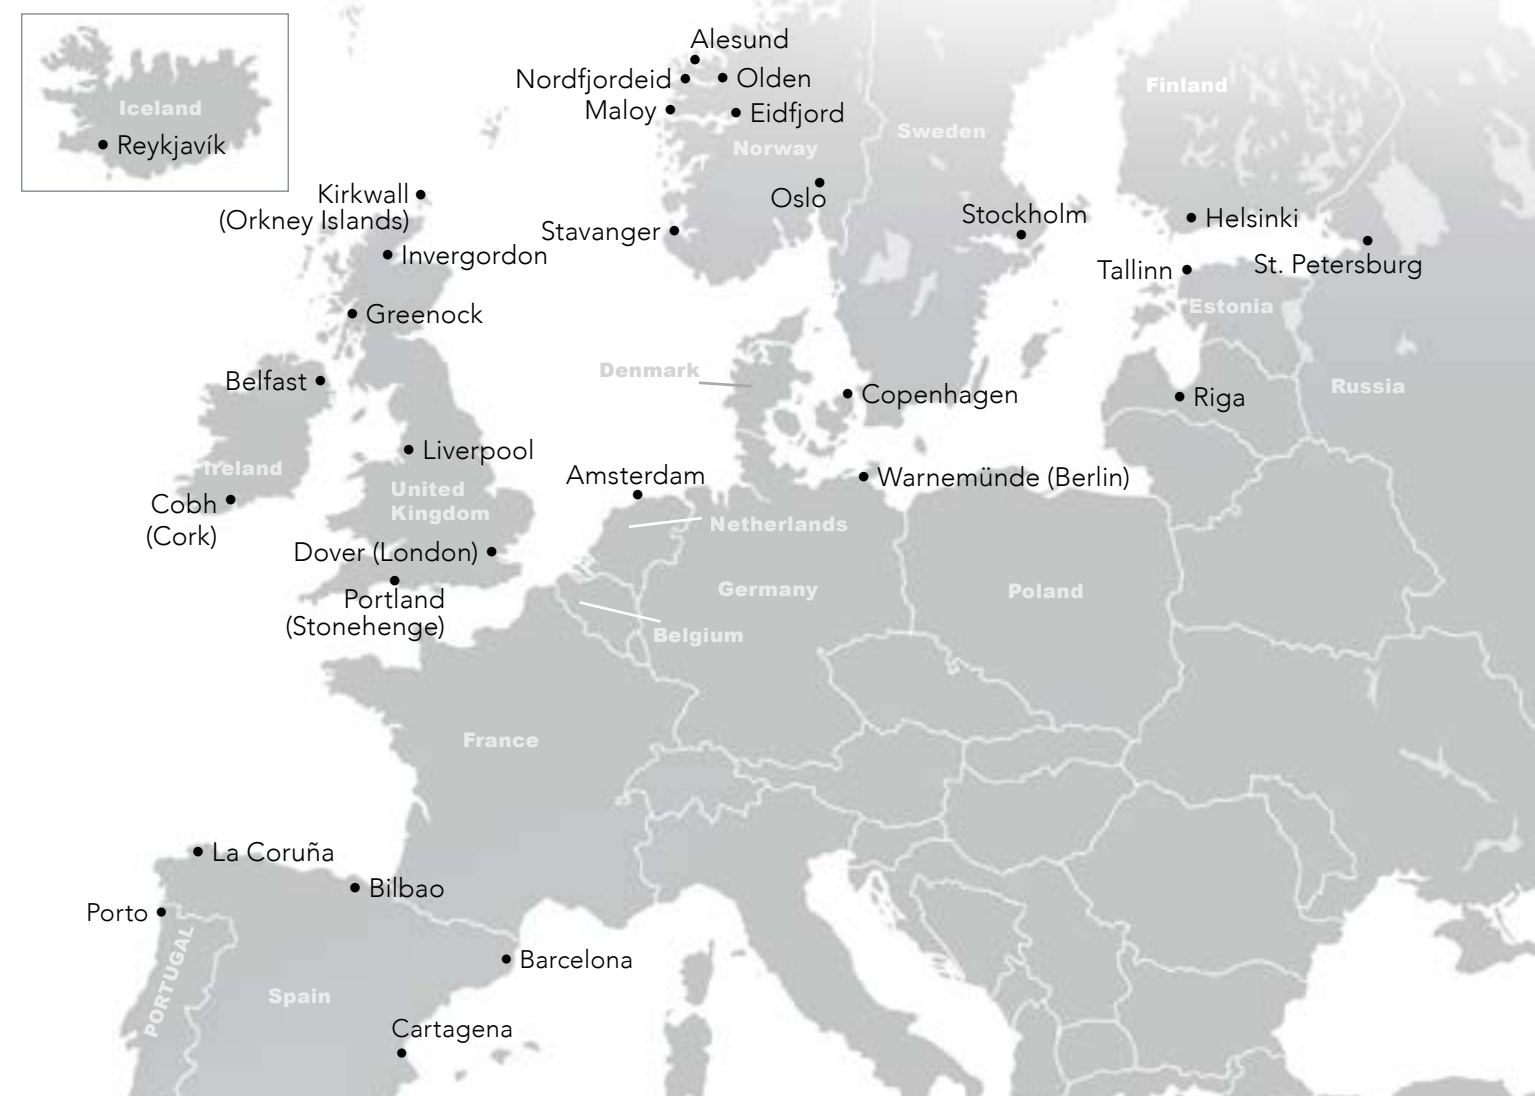 Alesund
Nordfjordeid
Olden
Maloy
Eidfjord
Finland
Iceland
Reykjavík
Sweden
Norway
Kirkwall
(Orkney Islands)
Oslo
Stockholm
Helsinki
Stavanger
Invergordon
Tallinn
St. Petersburg
Estonia
Greenock
Denmark
Belfast
Copenhagen
Russia
Riga
Liverpool
Ireland
Amsterdam
Warnemünde (Berlin)
United
Kingdom
Cobh
(Cork)
Netherlands
Dover (London)
Germany
Poland
Portland
(Stonehenge)
Belgium
France
La Coruña
Bilbao
Porto
PORTUGAL
Barcelona
Spain
Cartagena